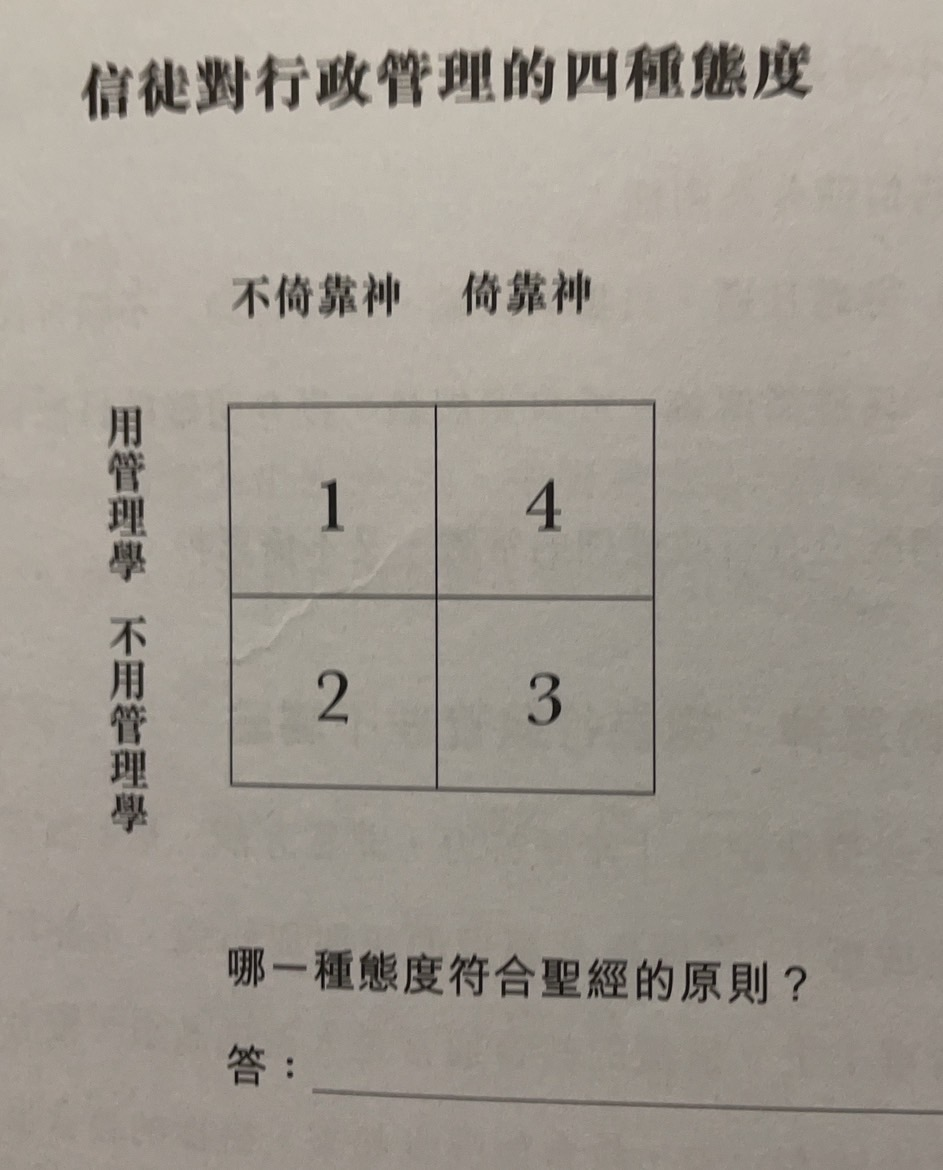 信徒對行政管理的四種態度
不倚靠神 倚靠神
用管理學 不用管理學
1 4
2 3
哪一種態度符合聖經的原則？
答：